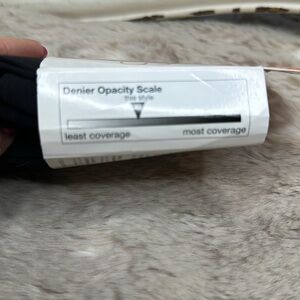 Denier Opacity Scale
this style
least coverage most coverage